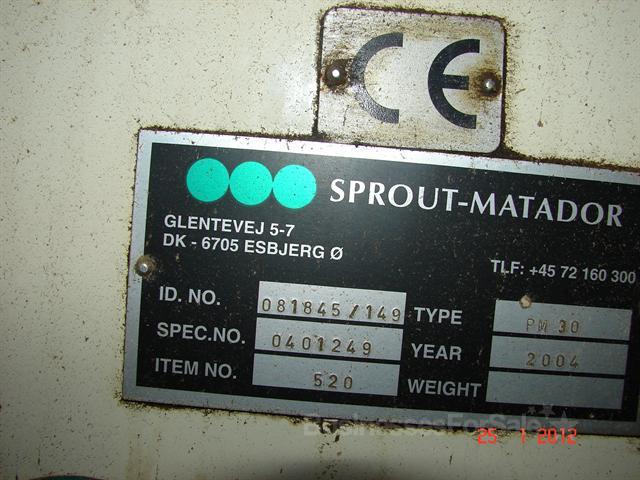 CE
SPROUT-MATADOR
GLENTEVEJ 5-7
DK - 6705 ESBJERG Ø
TLF: +45 72 160 300
ID. NO. 081845/149 TYPE PM 30
SPEC.NO. 0401249 YEAR 2004
ITEM NO. 520 WEIGHT
BusinessesForSale
25 1 2012